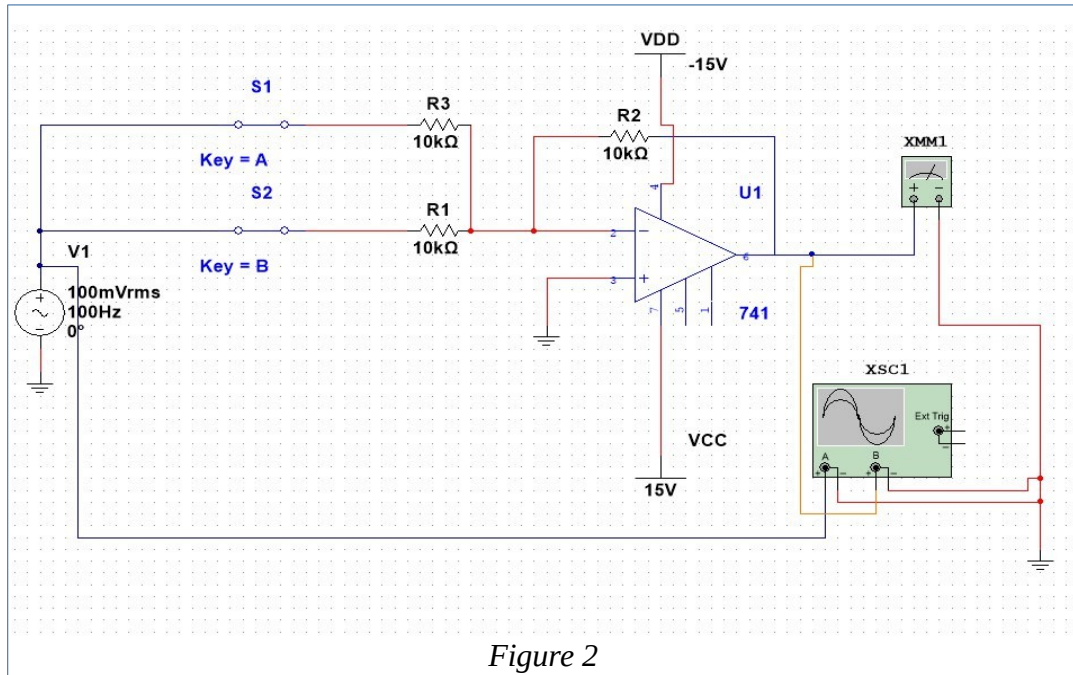 VDD
-15V
S1
R3
10kΩ
R2
10kΩ
XMM1
+ −
Key = A
S2
R1
10kΩ
4
U1
2
−
6
3
+
7
5
1
741
Key = B
V1
+
100mVrms
100Hz
0°
−
XSC1
Ext Trig
+
−
A
B
+ − + −
VCC
15V
Figure 2